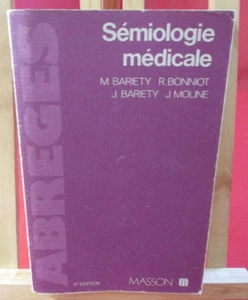 ABREGES
Sémiologie
médicale
M. BARIETY R. BONNIOT
J. BARIETY J. MOLINE
MASSON